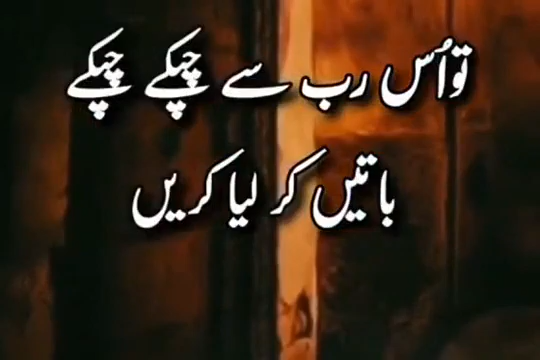 تو اُس رب سے چپکے چپکے
باتیں کر لیا کریں